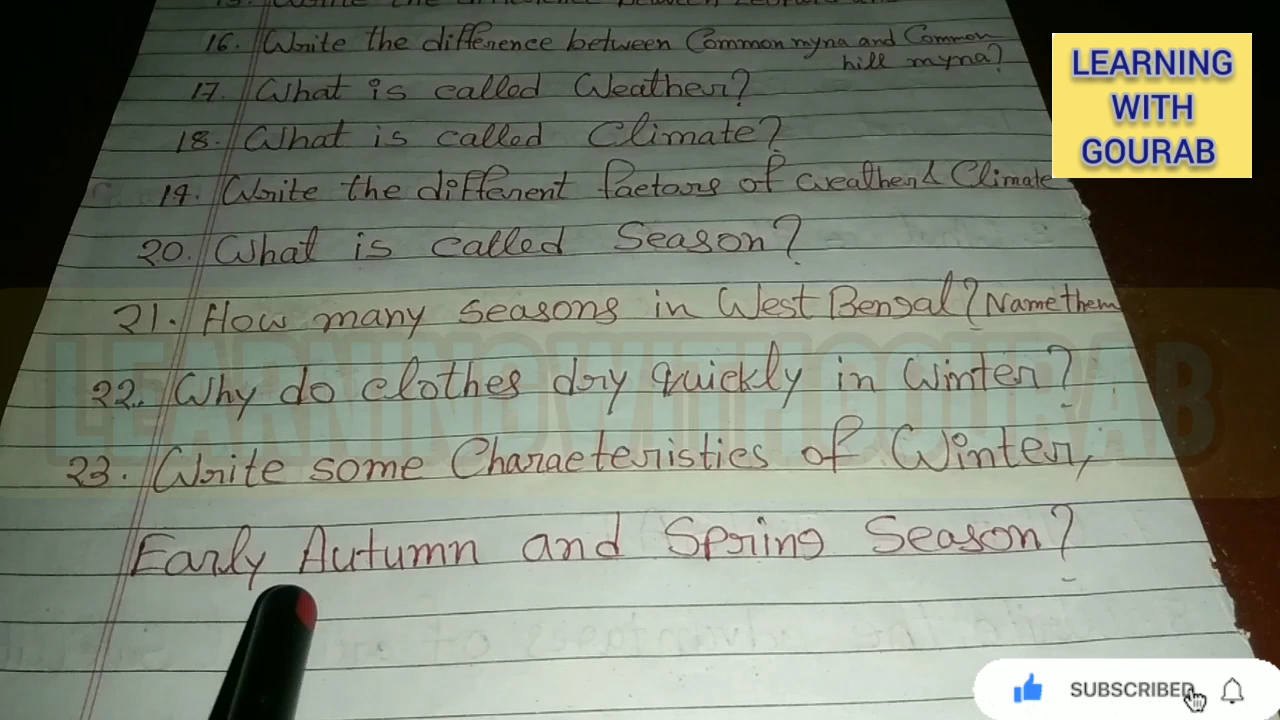 16. Write the difference between Common myna and Common
hill myna?
17. What is called Weather?
18. What is called Climate?
19. Write the different factors of weather & Climate
20. What is called Season?
21. How many seasons in West Bengal? Name them
22. Why do clothes dry quickly in Winter?
23. Write some Characteristics of Winter,
Early Autumn and Spring Season?
LEARNING
WITH
GOURAB
LEARNING WITH GOURAB
SUBSCRIBED